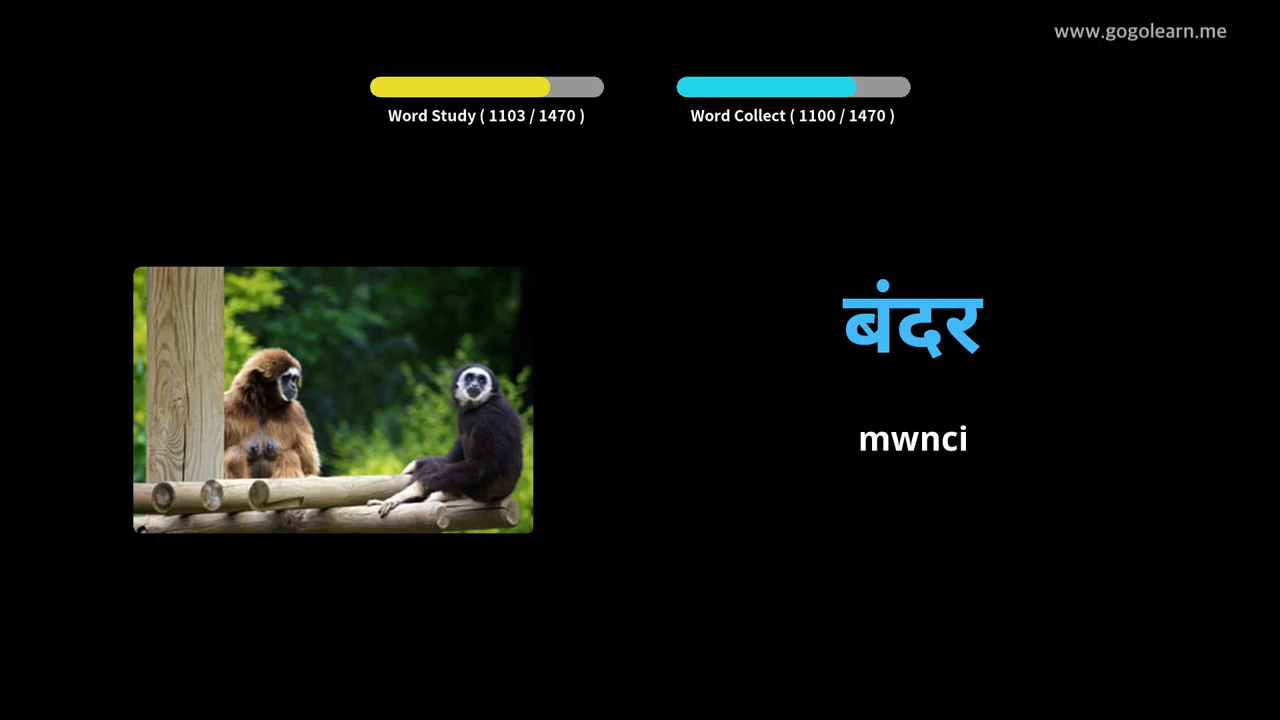 www.gogolearn.me
Word Study ( 1103 / 1470 )
Word Collect ( 1100 / 1470 )
बंदर
mwnci